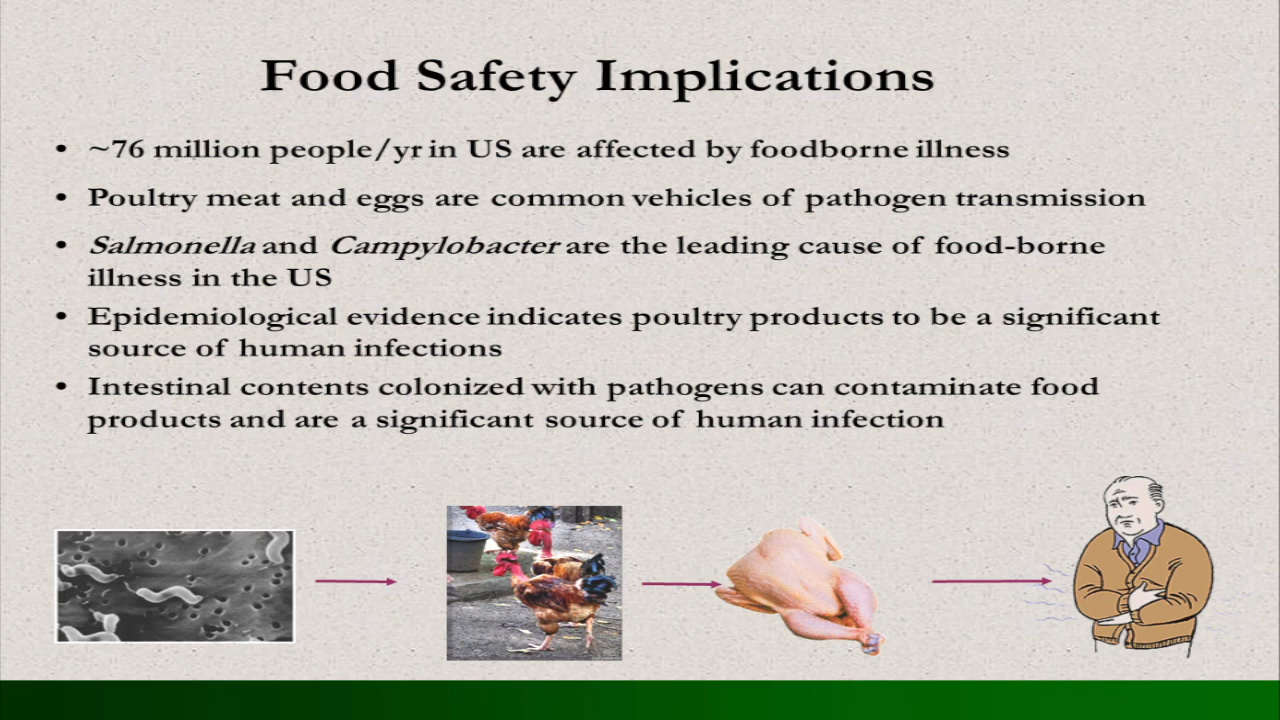 Food Safety Implications
• ~76 million people/yr in US are affected by foodborne illness
• Poultry meat and eggs are common vehicles of pathogen transmission
• Salmonella and Campylobacter are the leading cause of food-borne
illness in the US
• Epidemiological evidence indicates poultry products to be a significant
source of human infections
• Intestinal contents colonized with pathogens can contaminate food
products and are a significant source of human infection